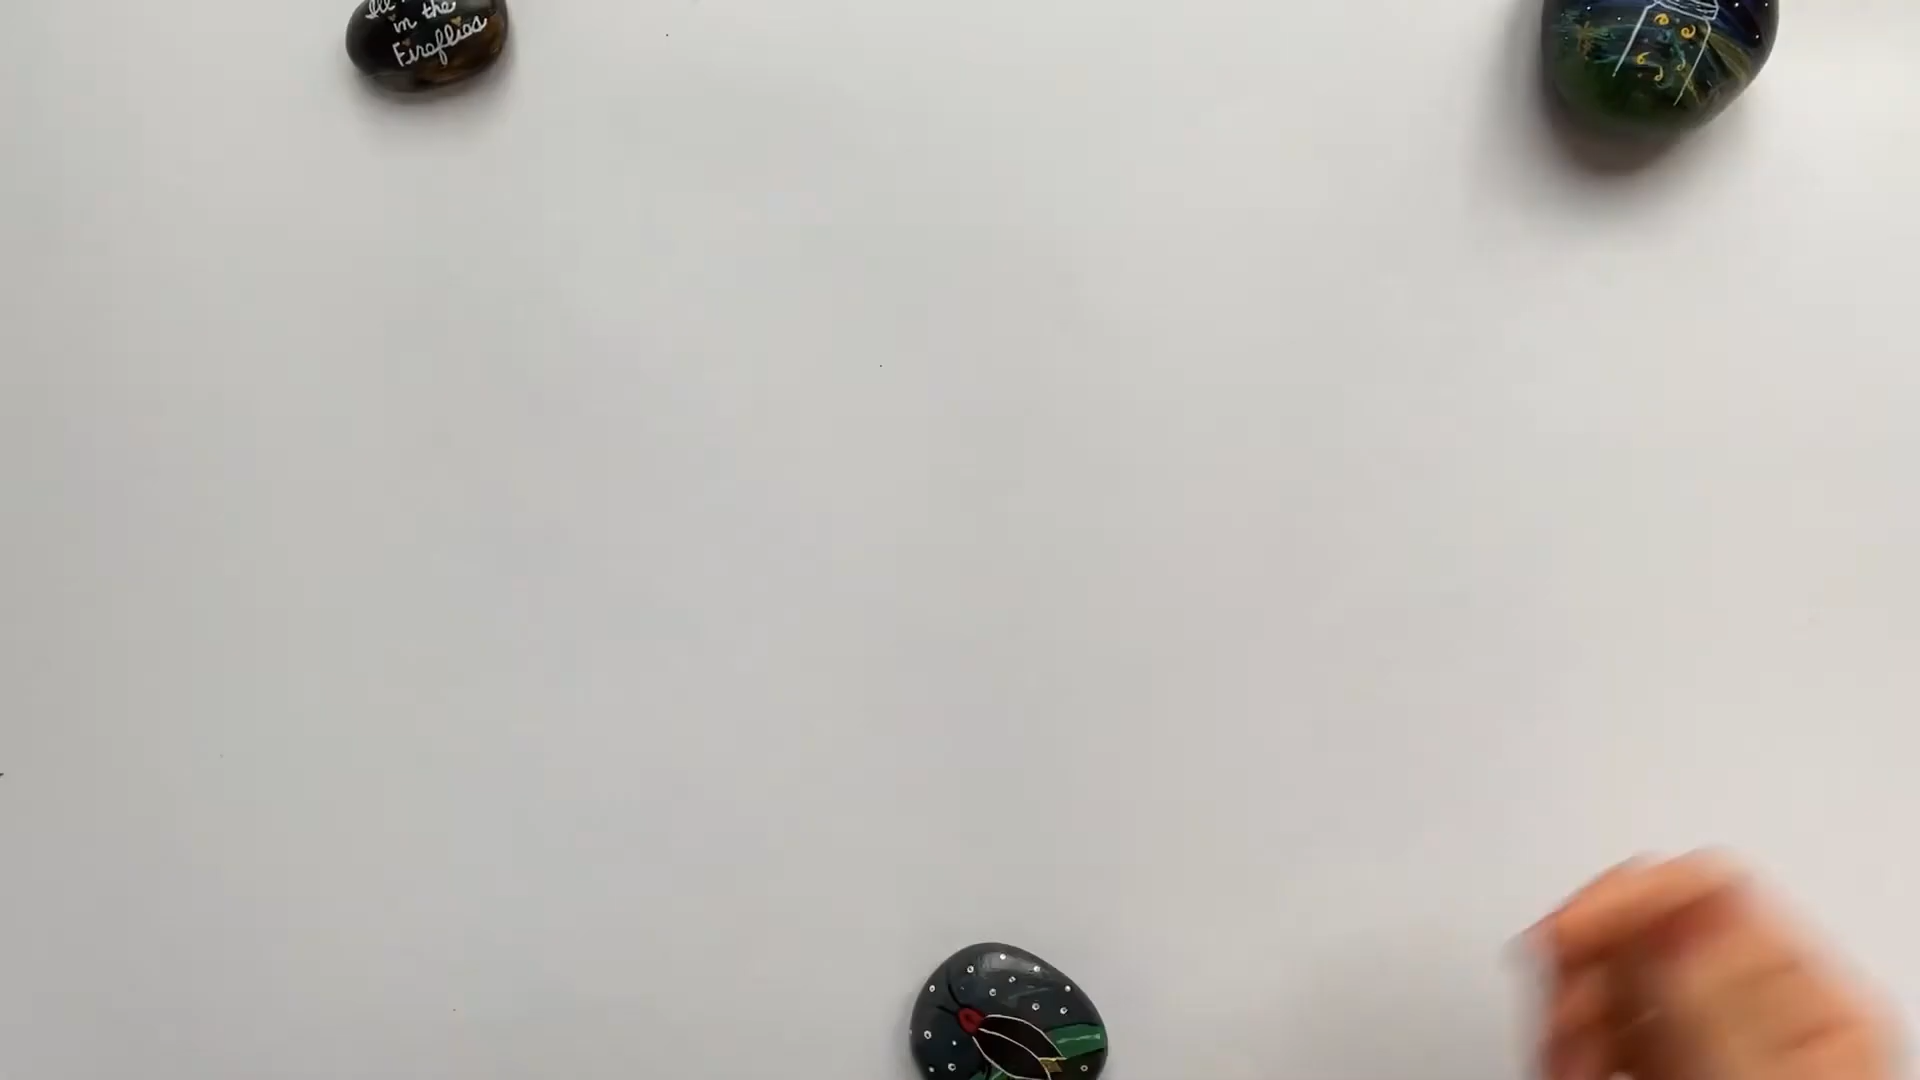 in the
Fireflies